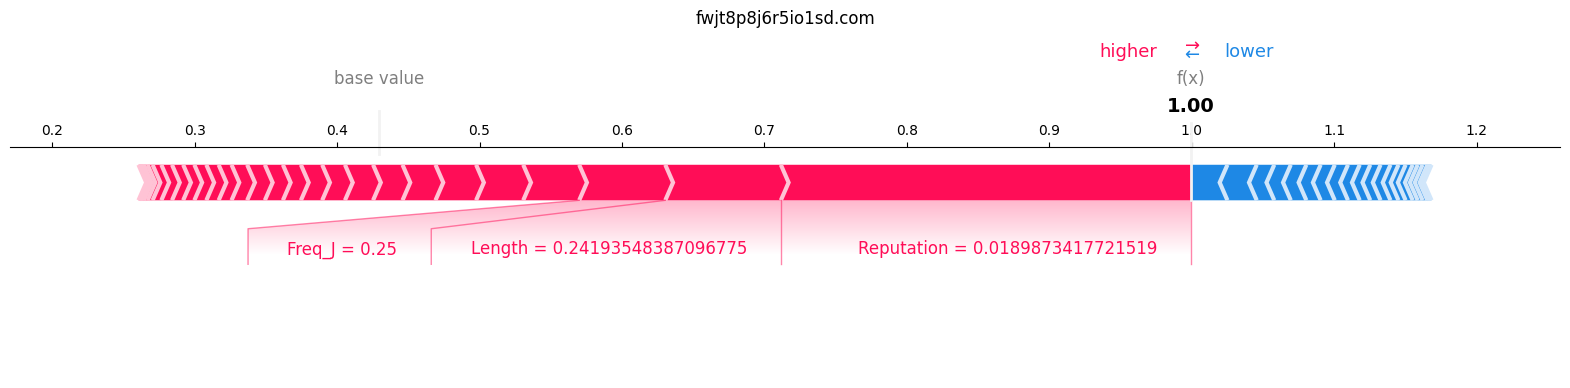 fwjt8p8j6r5io1sd.com
higher → ← lower
base value f(x)
1.00
0.2 0.3 0.4 0.5 0.6 0.7 0.8 0.9 1.0 1.1 1.2
Freq_J = 0.25 Length = 0.24193548387096775 Reputation = 0.0189873417721519